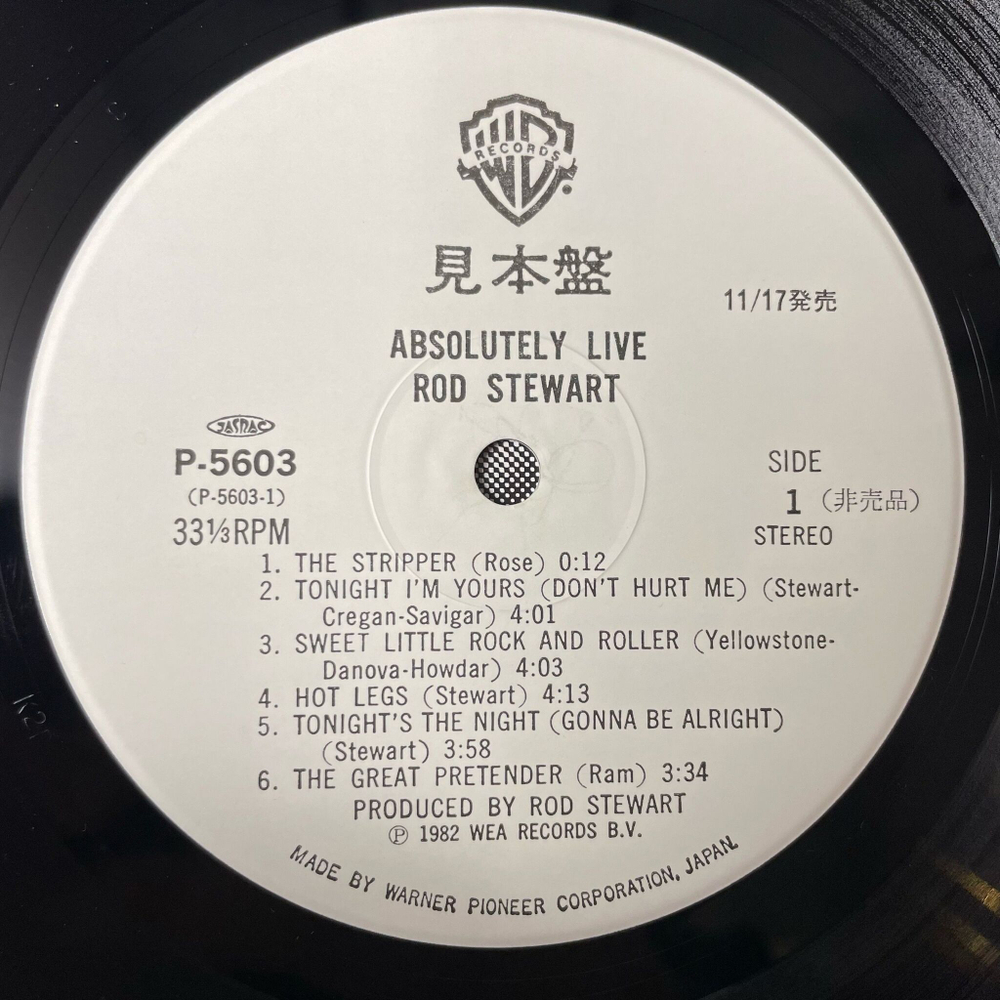 W B RECORDS
見本盤
11/17発売
ABSOLUTELY LIVE
ROD STEWART
JASRAC
P-5603
(P-5603-1)
33⅓RPM
SIDE
1 (非売品)
STEREO
1. THE STRIPPER (Rose) 0:12
2. TONIGHT I'M YOURS (DON'T HURT ME) (Stewart-
Cregan-Savigar) 4:01
3. SWEET LITTLE ROCK AND ROLLER (Yellowstone-
Danova-Howdar) 4:03
4. HOT LEGS (Stewart) 4:13
5. TONIGHT'S THE NIGHT (GONNA BE ALRIGHT)
(Stewart) 3:58
6. THE GREAT PRETENDER (Ram) 3:34
PRODUCED BY ROD STEWART
Ⓟ 1982 WEA RECORDS B.V.
MADE BY WARNER PIONEER CORPORATION, JAPAN.